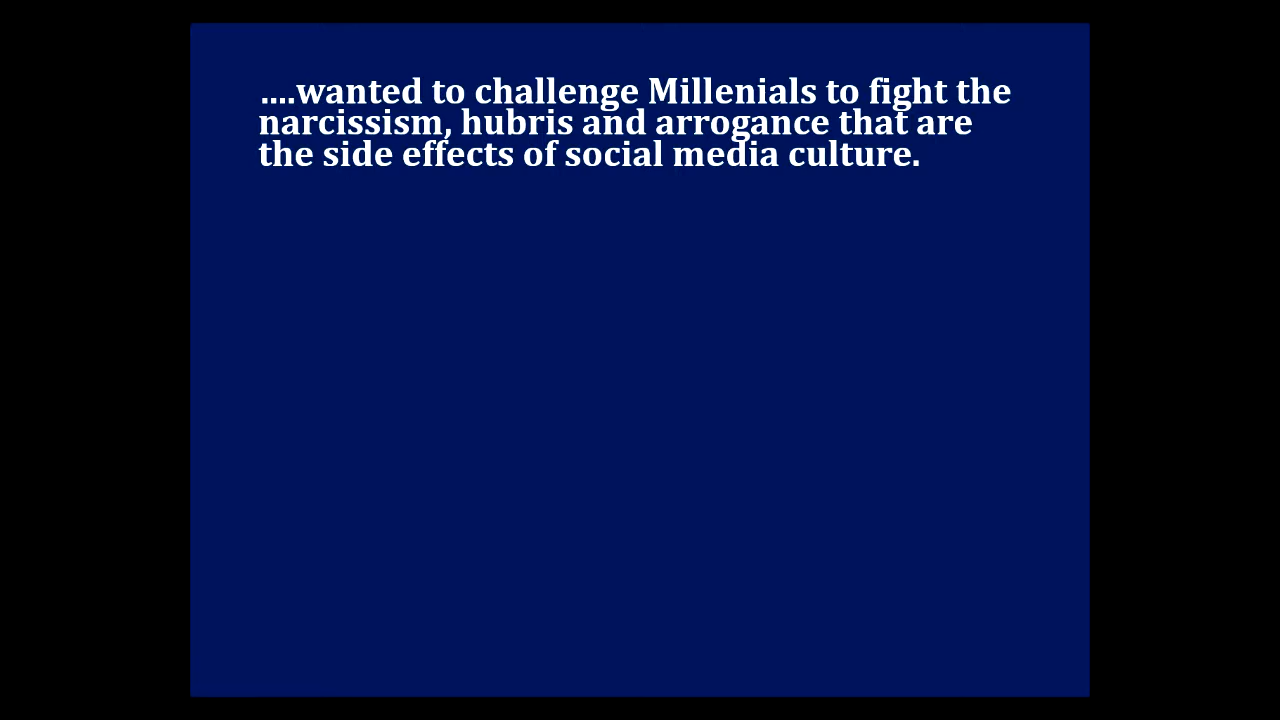 ....wanted to challenge Millenials to fight the
narcissism, hubris and arrogance that are
the side effects of social media culture.